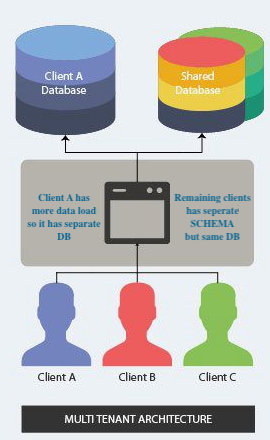 Client A
Database
Shared
Database
Client A has
more data load
so it has separate
DB
Remaining clients
has seperate
SCHEMA
but same DB
Client A
Client B
Client C
MULTI TENANT ARCHITECTURE